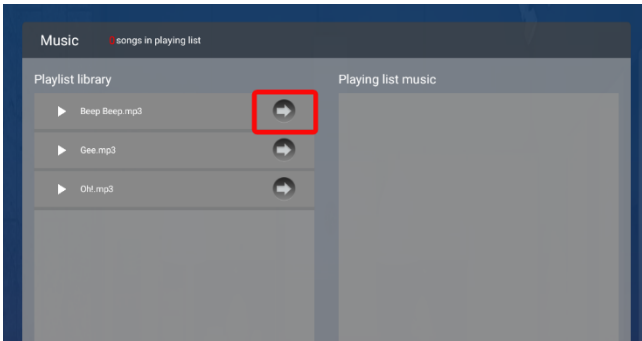 Music songs in playing list
Playlist library
Playing list music
Beep Beep.mp3
Gee.mp3
Oh!.mp3